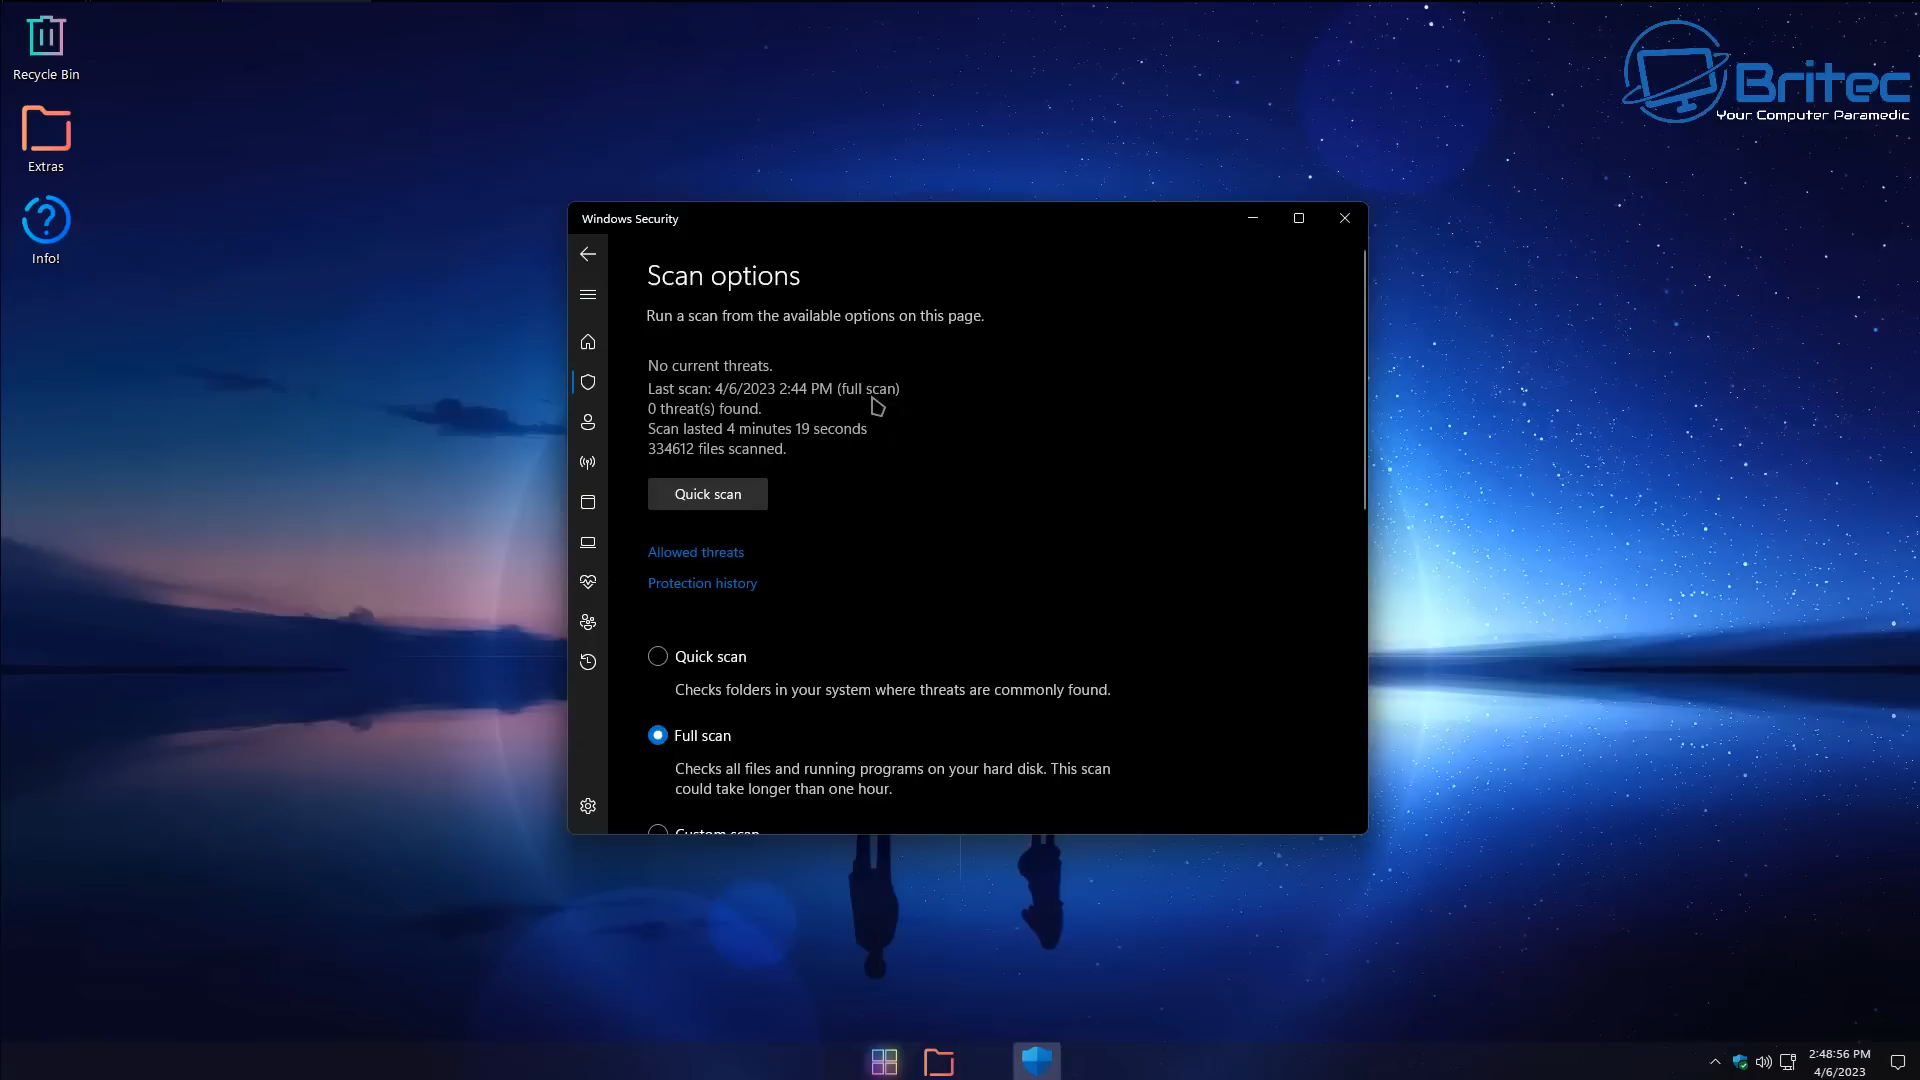 Recycle Bin
Extras
Info!
Britec
Your Computer Paramedic
Windows Security
Scan options
Run a scan from the available options on this page.
No current threats.
Last scan: 4/6/2023 2:44 PM (full scan)
0 threat(s) found.
Scan lasted 4 minutes 19 seconds
334612 files scanned.
Quick scan
Allowed threats
Protection history
Quick scan
Checks folders in your system where threats are commonly found.
Full scan
Checks all files and running programs on your hard disk. This scan
could take longer than one hour.
Custom scan
2:48:56 PM
4/6/2023